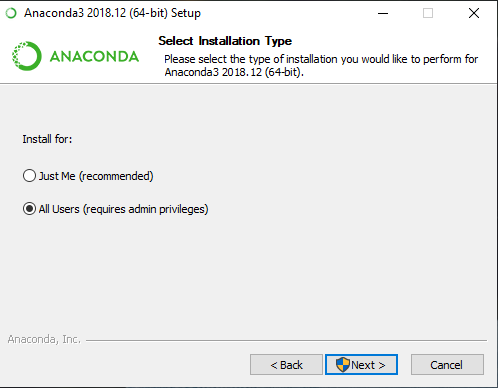 Anaconda3 2018.12 (64-bit) Setup
ANACONDA
Select Installation Type
Please select the type of installation you would like to perform for
Anaconda3 2018.12 (64-bit).
Install for:
Just Me (recommended)
All Users (requires admin privileges)
Anaconda, Inc.
< Back
Next >
Cancel